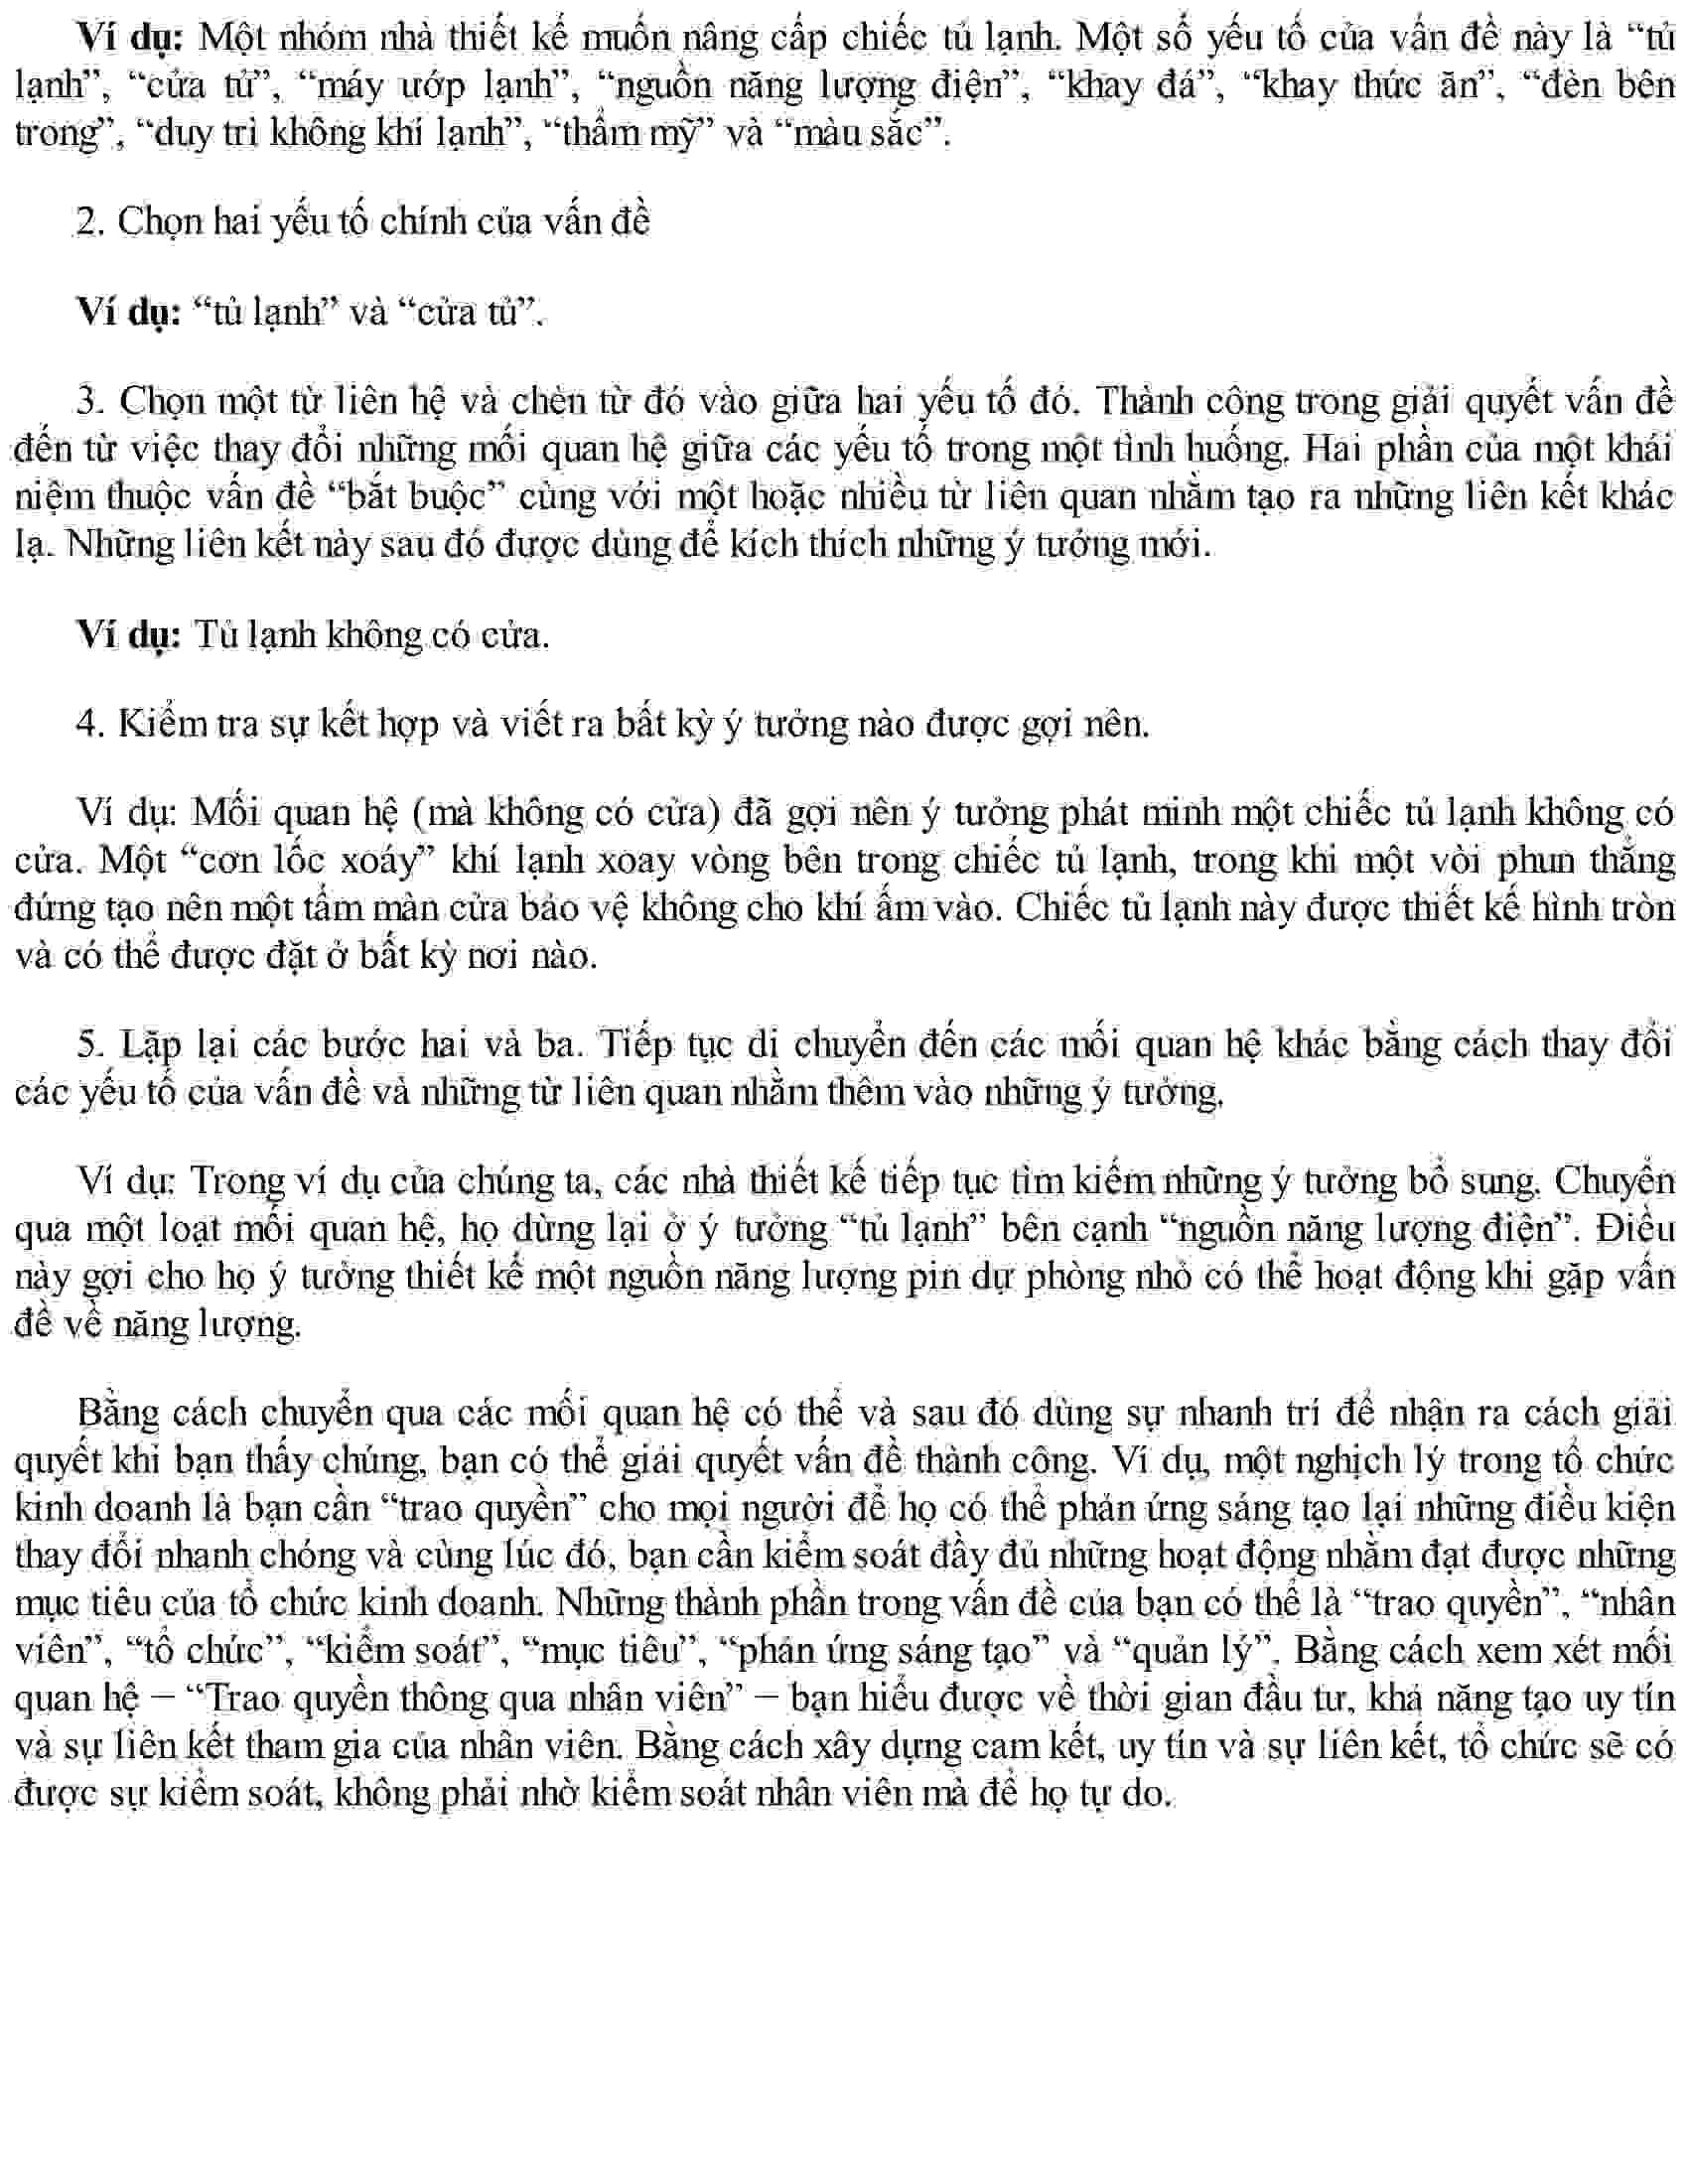 Ví dụ: Một nhóm nhà thiết kế muốn nâng cấp chiếc tủ lạnh. Một số yếu tố của vấn đề này là “tủ
lạnh”, “cửa tủ”, “máy ướp lạnh”, “nguồn năng lượng điện”, “khay đá”, “khay thức ăn”, “đèn bên
trong”, “duy trì không khí lạnh”, “thẩm mỹ” và “màu sắc”.
2. Chọn hai yếu tố chính của vấn đề
Ví dụ: “tủ lạnh” và “cửa tủ”.
3. Chọn một từ liên hệ và chèn từ đó vào giữa hai yếu tố đó. Thành công trong giải quyết vấn đề
đến từ việc thay đổi những mối quan hệ giữa các yếu tố trong một tình huống. Hai phần của một khái
niệm thuộc vấn đề “bắt buộc” cùng với một hoặc nhiều từ liên quan nhằm tạo ra những liên kết khác
lạ. Những liên kết này sau đó được dùng để kích thích những ý tưởng mới.
Ví dụ: Tủ lạnh không có cửa.
4. Kiểm tra sự kết hợp và viết ra bất kỳ ý tưởng nào được gợi nên.
Ví dụ: Mối quan hệ (mà không có cửa) đã gợi nên ý tưởng phát minh một chiếc tủ lạnh không có
cửa. Một “cơn lốc xoáy” khí lạnh xoay vòng bên trong chiếc tủ lạnh, trong khi một vòi phun thẳng
đứng tạo nên một tấm màn cửa bảo vệ không cho khí ấm vào. Chiếc tủ lạnh này được thiết kế hình tròn
và có thể được đặt ở bất kỳ nơi nào.
5. Lặp lại các bước hai và ba. Tiếp tục di chuyển đến các mối quan hệ khác bằng cách thay đổi
các yếu tố của vấn đề và những từ liên quan nhằm thêm vào những ý tưởng.
Ví dụ: Trong ví dụ của chúng ta, các nhà thiết kế tiếp tục tìm kiếm những ý tưởng bổ sung. Chuyển
qua một loạt mối quan hệ, họ dừng lại ở ý tưởng “tủ lạnh” bên cạnh “nguồn năng lượng điện”. Điều
này gợi cho họ ý tưởng thiết kế một nguồn năng lượng pin dự phòng nhỏ có thể hoạt động khi gặp vấn
đề về năng lượng.
Bằng cách chuyển qua các mối quan hệ có thể và sau đó dùng sự nhanh trí để nhận ra cách giải
quyết khi bạn thấy chúng, bạn có thể giải quyết vấn đề thành công. Ví dụ, một nghịch lý trong tổ chức
kinh doanh là bạn cần “trao quyền” cho mọi người để họ có thể phản ứng sáng tạo lại những điều kiện
thay đổi nhanh chóng và cùng lúc đó, bạn cần kiểm soát đầy đủ những hoạt động nhằm đạt được những
mục tiêu của tổ chức kinh doanh. Những thành phần trong vấn đề của bạn có thể là “trao quyền”, “nhân
viên”, “tổ chức”, “kiểm soát”, “mục tiêu”, “phản ứng sáng tạo” và “quản lý”. Bằng cách xem xét mối
quan hệ – “Trao quyền thông qua nhân viên” – bạn hiểu được về thời gian đầu tư, khả năng tạo uy tín
và sự liên kết tham gia của nhân viên. Bằng cách xây dựng cam kết, uy tín và sự liên kết, tổ chức sẽ có
được sự kiểm soát, không phải nhờ kiểm soát nhân viên mà để họ tự do.